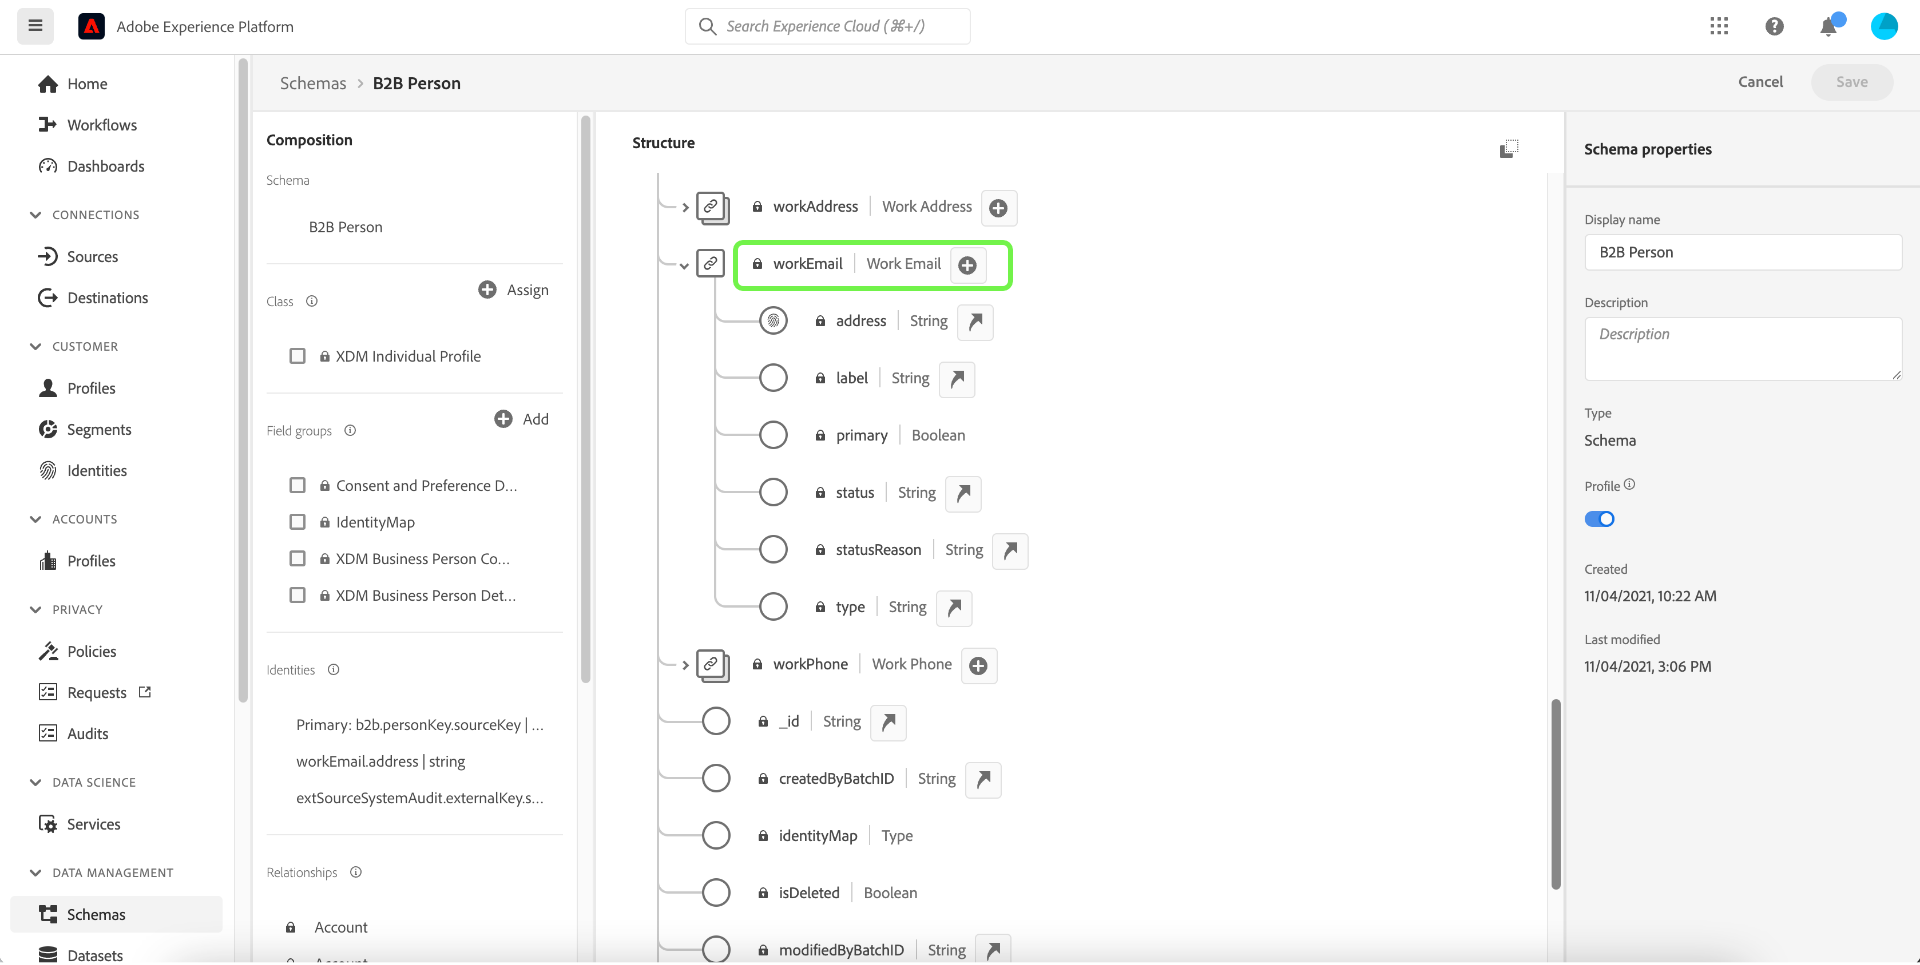 Adobe Experience Platform
Search Experience Cloud (⌘+/)
Home
Workflows
Dashboards
CONNECTIONS
Sources
Destinations
CUSTOMER
Profiles
Segments
Identities
ACCOUNTS
Profiles
PRIVACY
Policies
Requests
Audits
DATA SCIENCE
Services
DATA MANAGEMENT
Schemas
Datasets
Schemas > B2B Person
Cancel
Save
Composition
Schema
B2B Person
Class
Assign
XDM Individual Profile
Field groups
Add
Consent and Preference D...
IdentityMap
XDM Business Person Co...
XDM Business Person Det...
Identities
Primary: b2b.personKey.sourceKey | ...
workEmail.address | string
extSourceSystemAudit.externalKey.s...
Relationships
Account
Account
Structure
workAddress | Work Address
workEmail | Work Email
address | String
label | String
primary | Boolean
status | String
statusReason | String
type | String
workPhone | Work Phone
_id | String
createdByBatchID | String
identityMap | Type
isDeleted | Boolean
modifiedByBatchID | String
Schema properties
Display name
B2B Person
Description
Description
Type
Schema
Profile
Created
11/04/2021, 10:22 AM
Last modified
11/04/2021, 3:06 PM